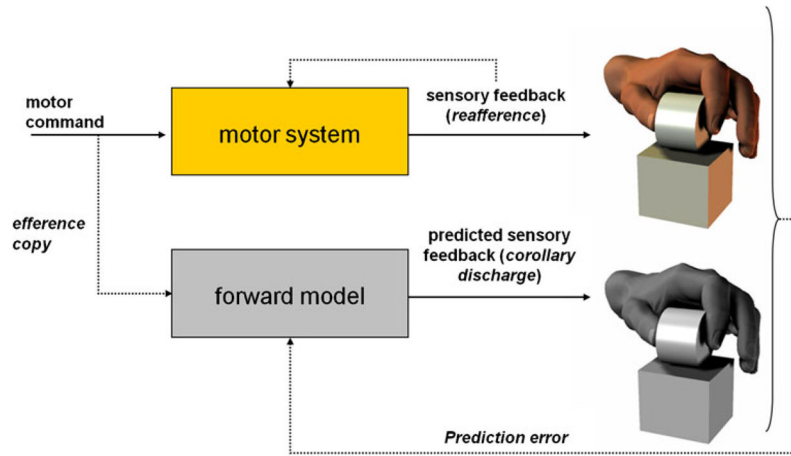 motor
command
motor system
sensory feedback
(reafference)
efference
copy
forward model
predicted sensory
feedback (corollary
discharge)
Prediction error